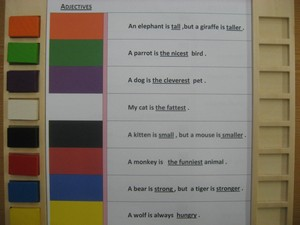 ADJECTIVES
An elephant is tall ,but a giraffe is taller .
A parrot is the nicest bird .
A dog is the cleverest pet .
My cat is the fattest .
A kitten is small , but a mouse is smaller .
A monkey is the funniest animal .
A bear is strong , but a tiger is stronger .
A wolf is always hungry .